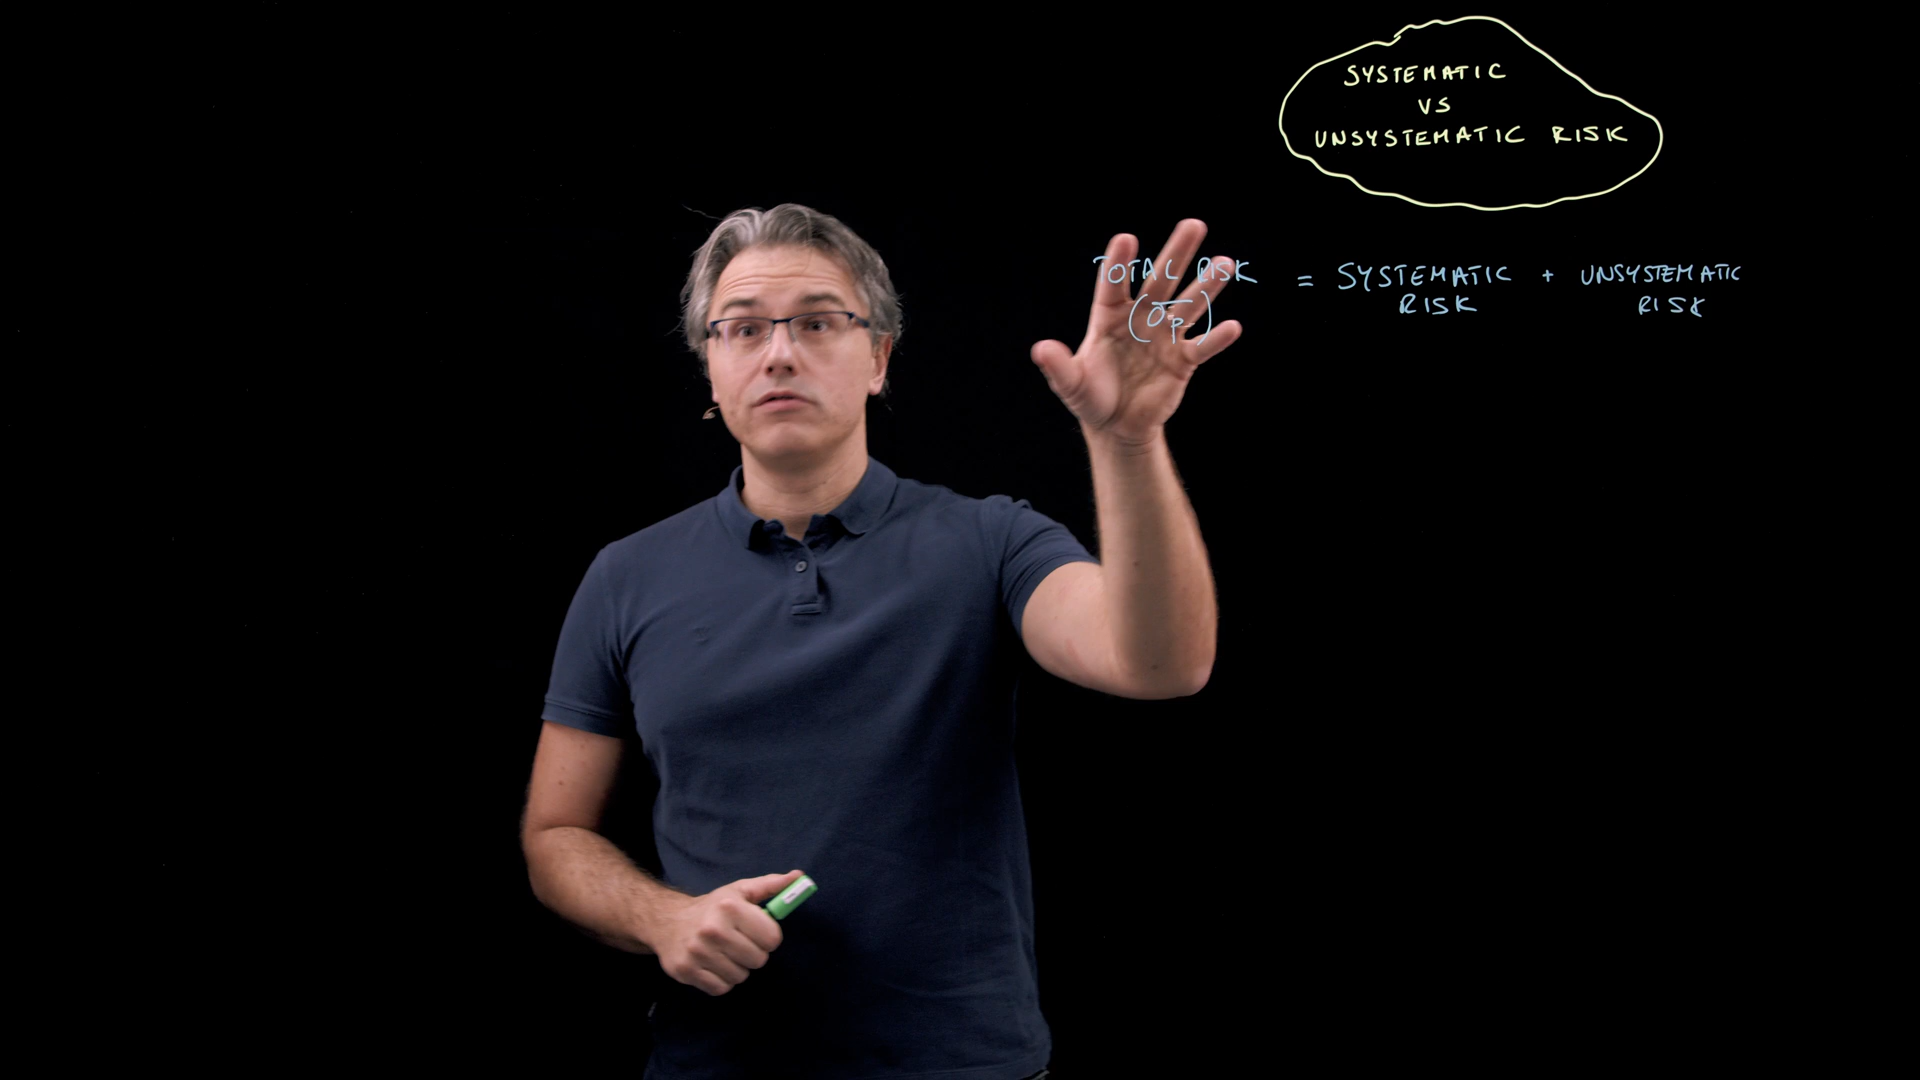 SYSTEMATIC
VS
UNSYSTEMATIC RISK
TOTAL RISK = SYSTEMATIC + UNSYSTEMATIC
(σp) RISK RISK